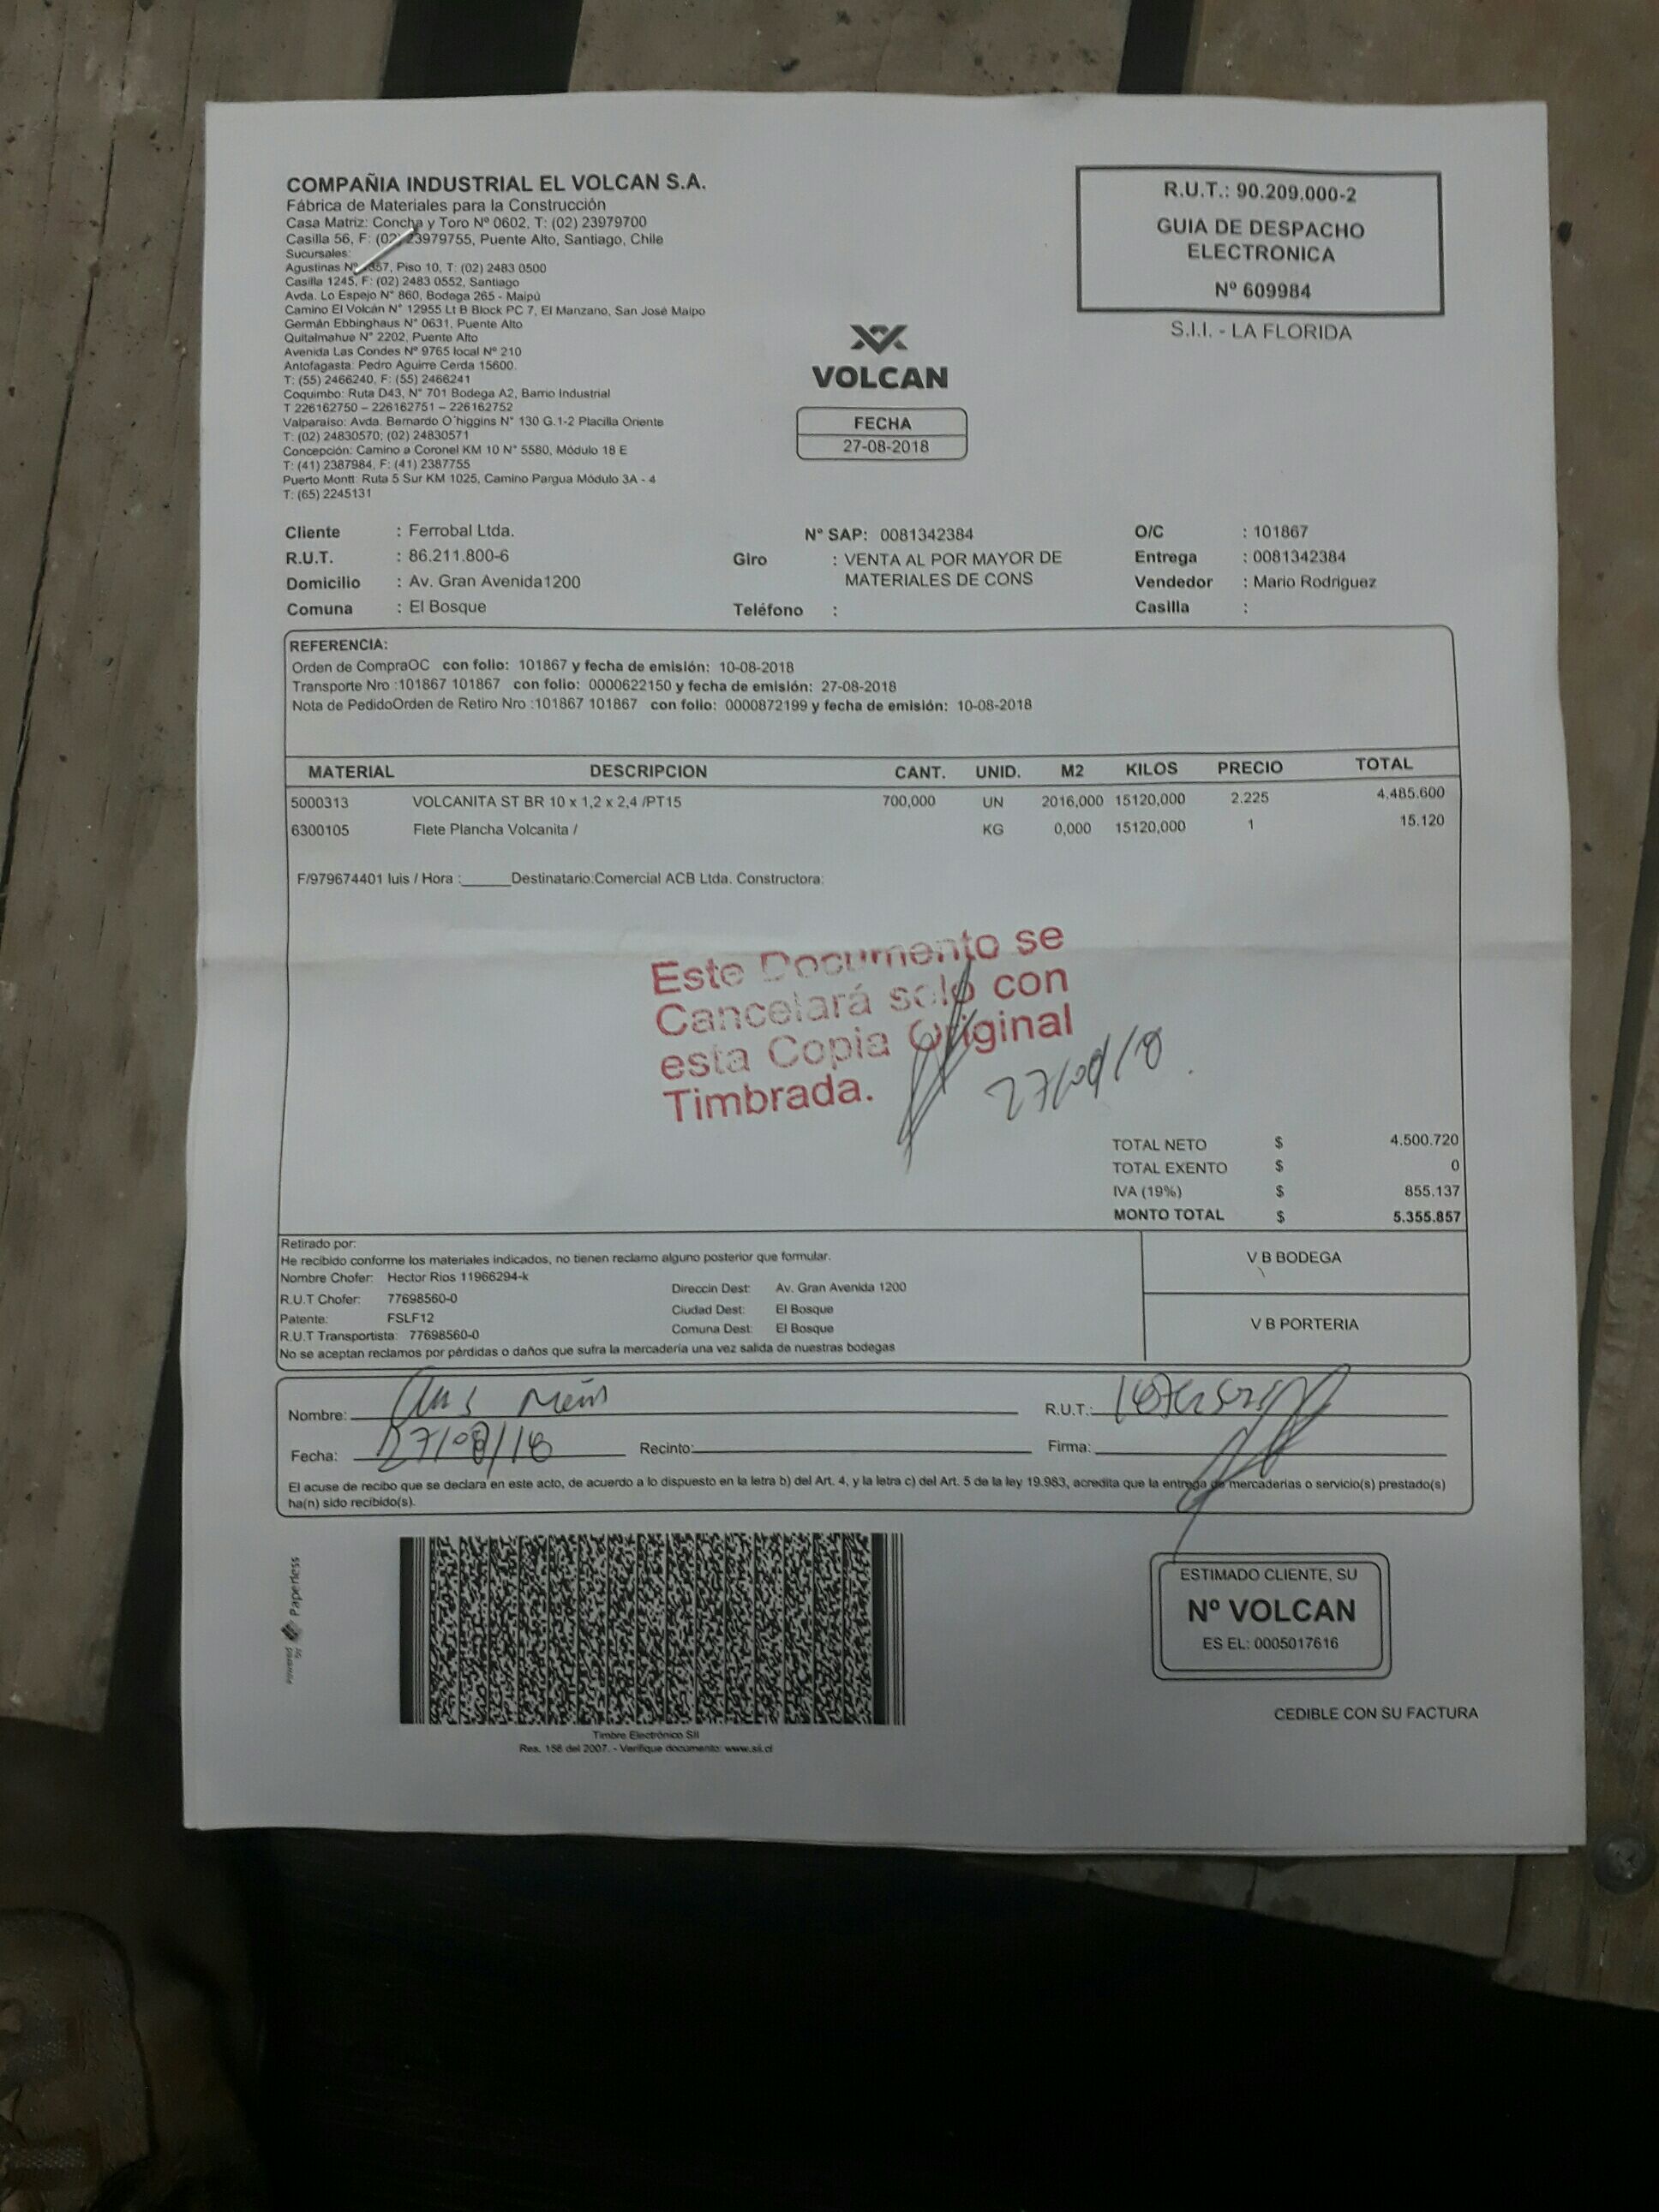 COMPAÑIA INDUSTRIAL EL VOLCAN S.A.
Fábrica de Materiales para la Construcción
Casa Matriz: Concha y Toro Nº 0602, T: (02) 23979700
Casilla 56, F: (02) 23979755, Puente Alto, Santiago, Chile
Sucursales:
Agustinas Nº 357, Piso 10, T: (02) 2483 0500
Casilla 1245, F: (02) 2483 0552, Santiago
Avda. Lo Espejo N° 860, Bodega 265 - Maipú
Camino El Volcán N° 12955 Lt B Block PC 7, El Manzano, San José Maipo
Germán Ebbinghaus N° 0631, Puente Alto
Quitalmahue N° 2202, Puente Alto
Avenida Las Condes Nº 9765 local Nº 210
Antofagasta: Pedro Aguirre Cerda 15600.
T: (55) 2466240, F: (55) 2466241
Coquimbo: Ruta D43, N° 701 Bodega A2, Barrio Industrial
T 226162750 – 226162751 – 226162752
Valparaíso: Avda. Bernardo O´higgins N° 130 G.1-2 Placilla Oriente
T: (02) 24830570; (02) 24830571
Concepción: Camino a Coronel KM 10 N° 5580, Módulo 18 E
T: (41) 2387984, F: (41) 2387755
Puerto Montt: Ruta 5 Sur KM 1025, Camino Pargua Módulo 3A - 4
T: (65) 2245131
VOLCAN
FECHA
27-08-2018
R.U.T.: 90.209.000-2
GUIA DE DESPACHO
ELECTRONICA
Nº 609984
S.I.I. - LA FLORIDA
Cliente : Ferrobal Ltda. N° SAP: 0081342384 O/C : 101867
R.U.T. : 86.211.800-6 Giro : VENTA AL POR MAYOR DE Entrega : 0081342384
Domicilio : Av. Gran Avenida1200 MATERIALES DE CONS Vendedor : Mario Rodriguez
Comuna : El Bosque Teléfono : Casilla :
REFERENCIA:
Orden de CompraOC con folio: 101867 y fecha de emisión: 10-08-2018
Transporte Nro :101867 101867 con folio: 0000622150 y fecha de emisión: 27-08-2018
Nota de PedidoOrden de Retiro Nro :101867 101867 con folio: 0000872199 y fecha de emisión: 10-08-2018
MATERIAL DESCRIPCION CANT. UNID. M2 KILOS PRECIO TOTAL
5000313 VOLCANITA ST BR 10 x 1,2 x 2,4 /PT15 700,000 UN 2016,000 15120,000 2.225 4,485.600
6300105 Flete Plancha Volcanita / KG 0,000 15120,000 1 15.120
F/979674401 luis / Hora :______Destinatario:Comercial ACB Ltda. Constructora:
Este Documento se
Cancelará solo con
esta Copia Original
Timbrada.
27/08/18
TOTAL NETO $ 4.500.720
TOTAL EXENTO $ 0
IVA (19%) $ 855.137
MONTO TOTAL $ 5.355.857
Retirado por:
He recibido conforme los materiales indicados, no tienen reclamo alguno posterior que formular.
Nombre Chofer: Hector Rios 11966294-k
R.U.T Chofer: 77698560-0
Patente: FSLF12
R.U.T Transportista: 77698560-0
Direccin Dest: Av. Gran Avenida 1200
Ciudad Dest: El Bosque
Comuna Dest: El Bosque
No se aceptan reclamos por pérdidas o daños que sufra la mercadería una vez salida de nuestras bodegas
V B BODEGA
V B PORTERIA
Nombre: R.U.T.:
Fecha: 27/08/18 Recinto: Firma:
El acuse de recibo que se declara en este acto, de acuerdo a lo dispuesto en la letra b) del Art. 4, y la letra c) del Art. 5 de la ley 19.983, acredita que la entrega de mercaderías o servicio(s) prestado(s)
ha(n) sido recibido(s).
Powered by Paperless
Timbre Electrónico SII
Res. 156 del 2007. - Verifique documento: www.sii.cl
ESTIMADO CLIENTE, SU
Nº VOLCAN
ES EL: 0005017616
CEDIBLE CON SU FACTURA